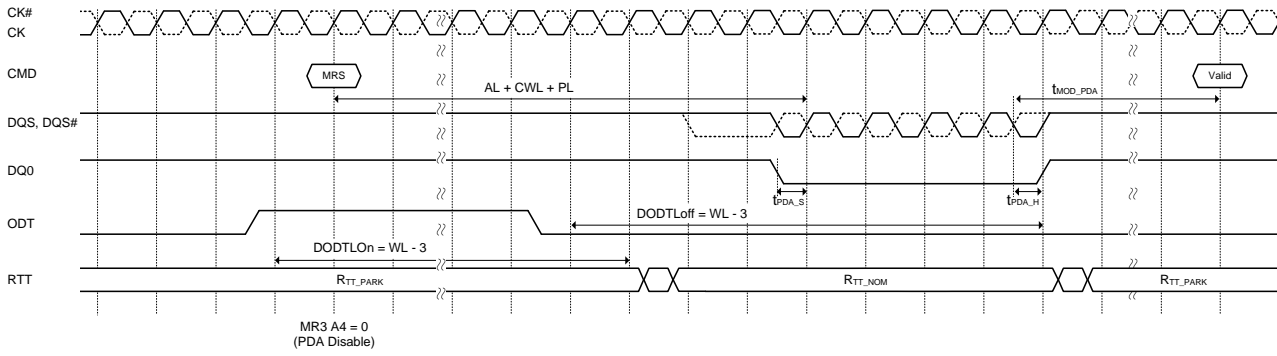 CK#
CK
CMD
MRS
Valid
AL + CWL + PL
tMOD_PDA
DQS, DQS#
DQ0
tPDA_S
tPDA_H
DODTLoff = WL - 3
ODT
DODTLOn = WL - 3
RTT
RTT_PARK
RTT_NOM
RTT_PARK
MR3 A4 = 0
(PDA Disable)